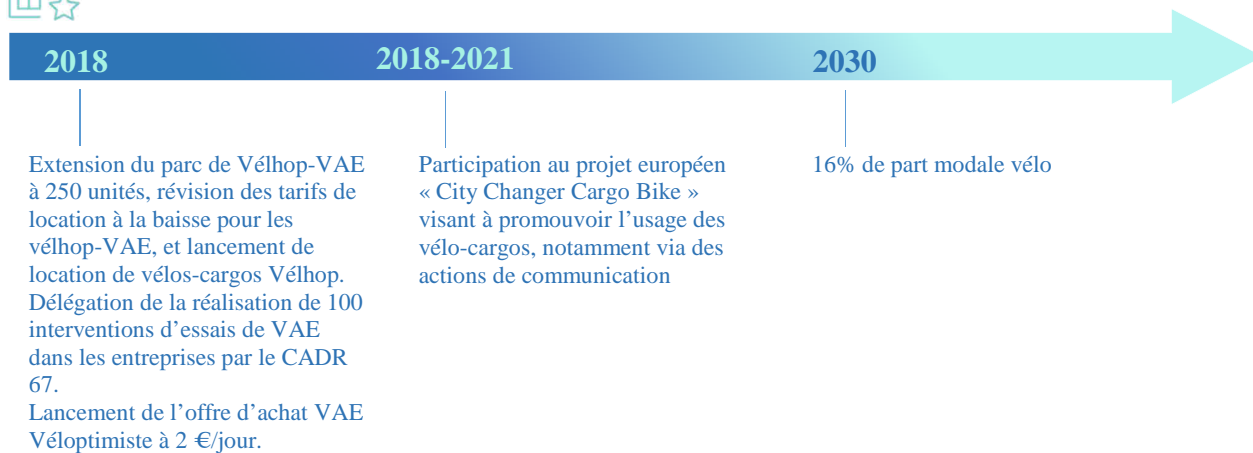 2018
2018-2021
2030
Extension du parc de Vélhop-VAE
à 250 unités, révision des tarifs de
location à la baisse pour les
vélhop-VAE, et lancement de
location de vélos-cargos Vélhop.
Délégation de la réalisation de 100
interventions d’essais de VAE
dans les entreprises par le CADR
67.
Lancement de l’offre d’achat VAE
Véloptimiste à 2 €/jour.
Participation au projet européen
« City Changer Cargo Bike »
visant à promouvoir l’usage des
vélo-cargos, notamment via des
actions de communication
16% de part modale vélo